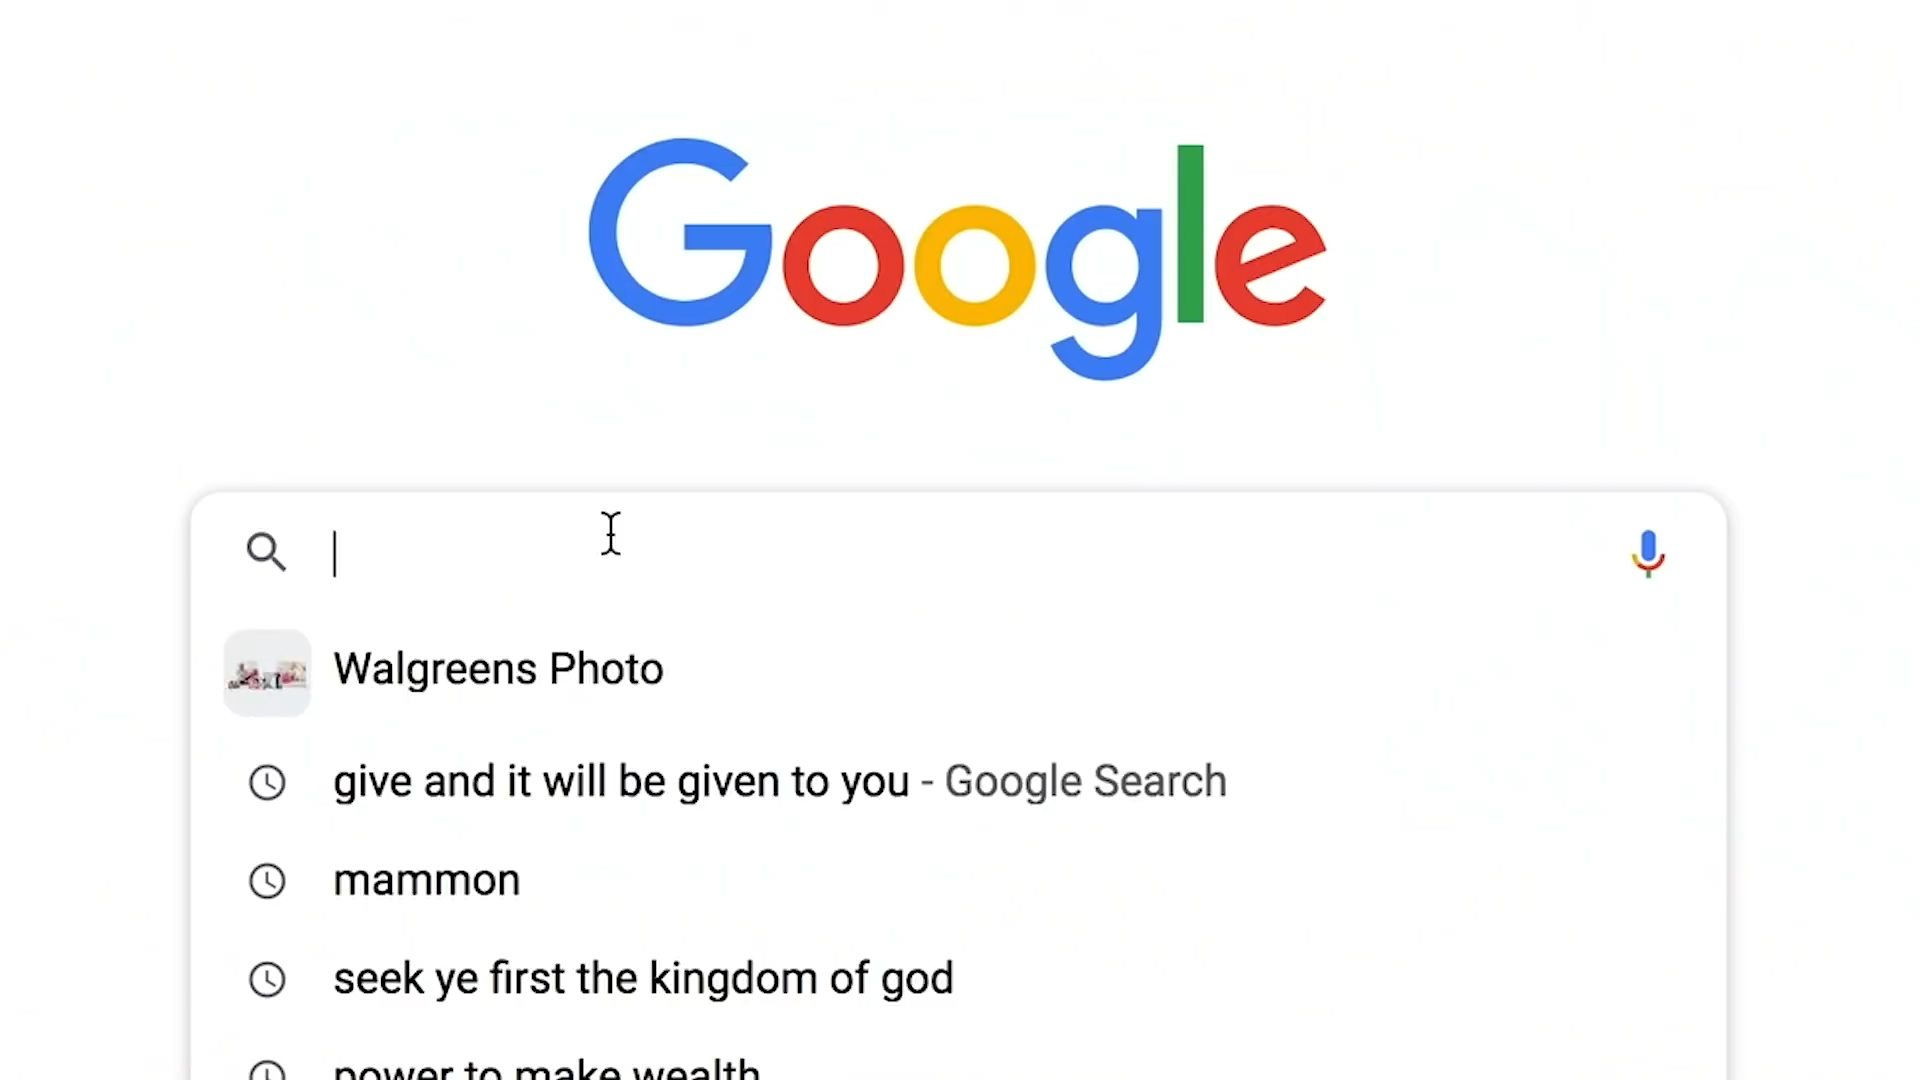 Google
Walgreens Photo
give and it will be given to you - Google Search
mammon
seek ye first the kingdom of god
power to make wealth